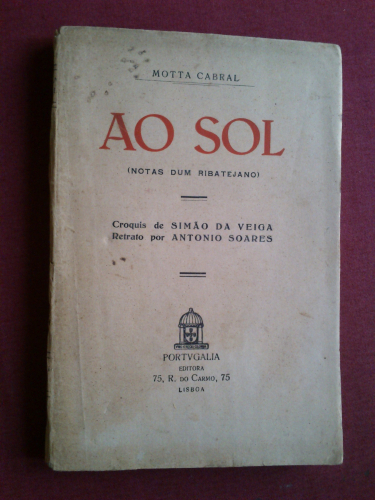 MOTTA CABRAL
AO SOL
(NOTAS DUM RIBATEJANO)
Croquis de SIMÃO DA VEIGA
Retrato por ANTONIO SOARES
PORTVGALIA
EDITORA
75, R. DO CARMO, 75
LISBOA